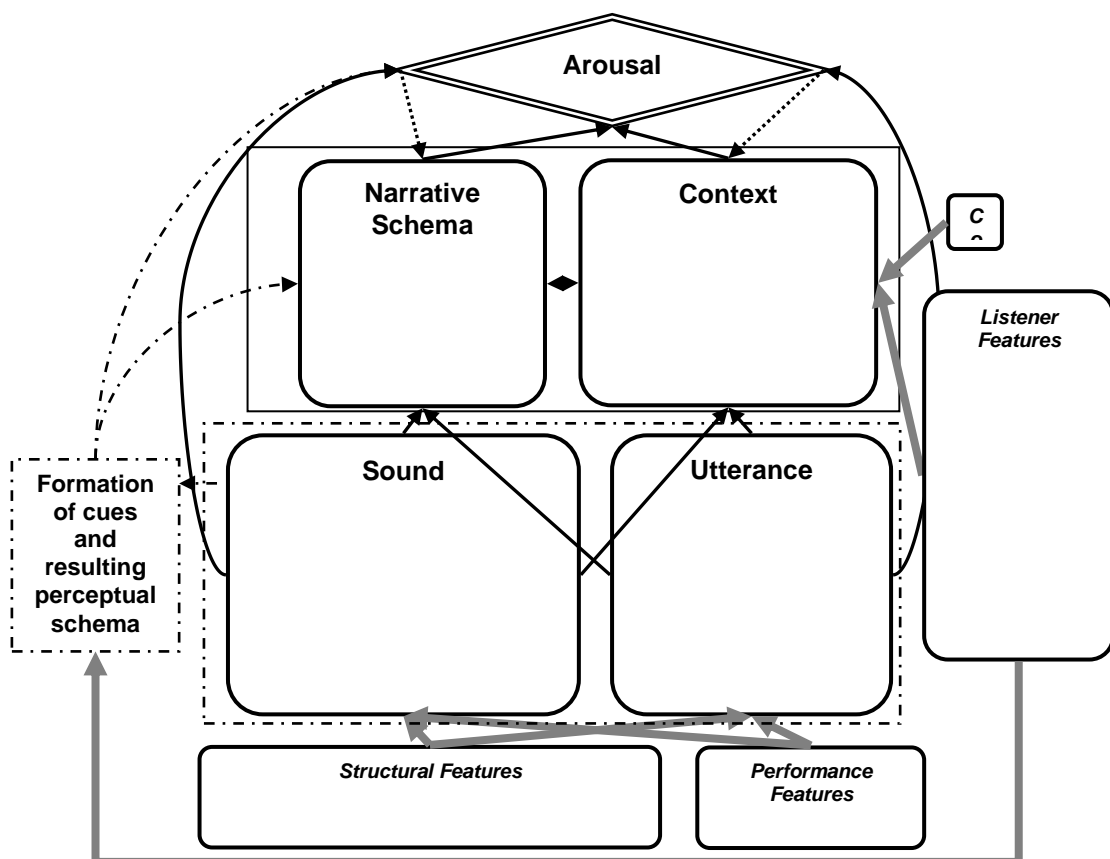 Arousal
Narrative
Schema
Context
C
Listener
Features
Sound
Utterance
Formation
of cues
and
resulting
perceptual
schema
Structural Features
Performance
Features